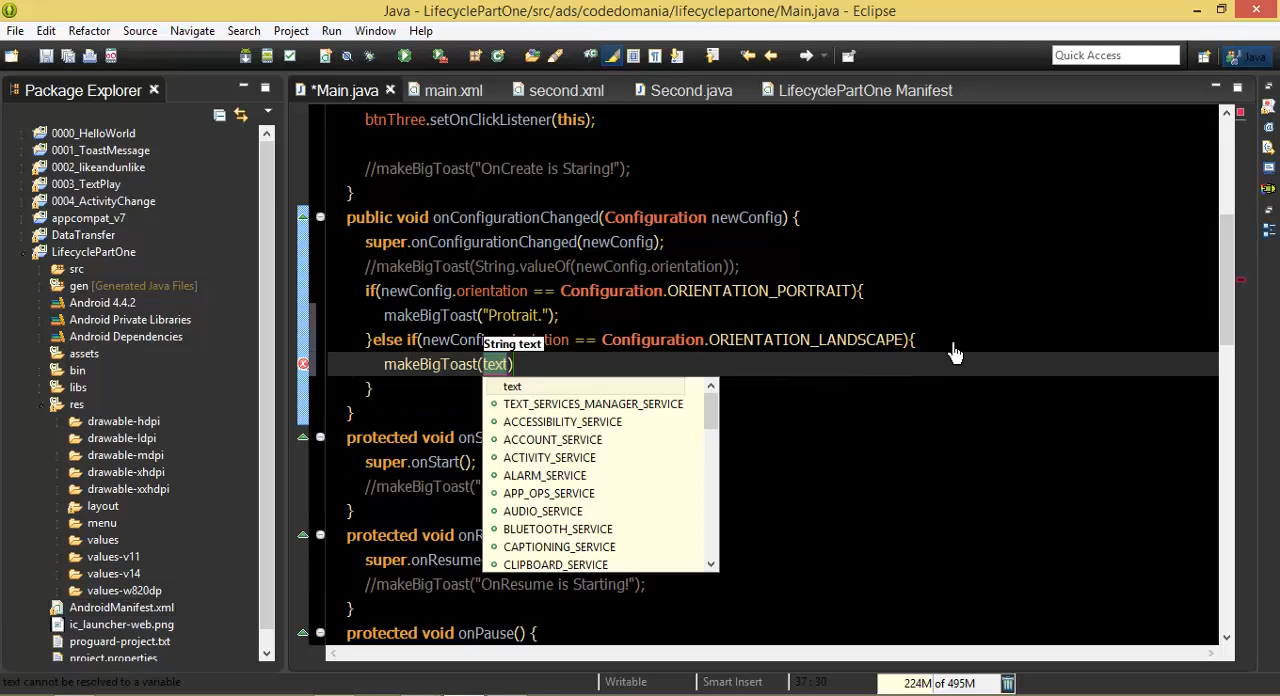 Java - LifecyclePartOne/src/ads/codedomania/lifecyclepartone/Main.java - Eclipse
File Edit Refactor Source Navigate Search Project Run Window Help
Quick Access
Java
Package Explorer
*Main.java
main.xml
second.xml
Second.java
LifecyclePartOne Manifest
0000_HelloWorld
0001_ToastMessage
0002_likeandunlike
0003_TextPlay
0004_ActivityChange
appcompat_v7
DataTransfer
LifecyclePartOne
src
gen [Generated Java Files]
Android 4.4.2
Android Private Libraries
Android Dependencies
assets
bin
libs
res
drawable-hdpi
drawable-ldpi
drawable-mdpi
drawable-xhdpi
drawable-xxhdpi
layout
menu
values
values-v11
values-v14
values-w820dp
AndroidManifest.xml
ic_launcher-web.png
proguard-project.txt
project.properties
btnThree.setOnClickListener(this);
//makeBigToast("OnCreate is Staring!");
}
public void onConfigurationChanged(Configuration newConfig) {
super.onConfigurationChanged(newConfig);
//makeBigToast(String.valueOf(newConfig.orientation));
if(newConfig.orientation == Configuration.ORIENTATION_PORTRAIT){
makeBigToast("Protrait.");
}else if(newConf tion == Configuration.ORIENTATION_LANDSCAPE){
String text
makeBigToast(text)
}
}
protected void onS
super.onStart();
//makeBigToast("
}
protected void onR
super.onResume
//makeBigToast("OnResume is Starting!");
}
protected void onPause() {
text
TEXT_SERVICES_MANAGER_SERVICE
ACCESSIBILITY_SERVICE
ACCOUNT_SERVICE
ACTIVITY_SERVICE
ALARM_SERVICE
APP_OPS_SERVICE
AUDIO_SERVICE
BLUETOOTH_SERVICE
CAPTIONING_SERVICE
CLIPBOARD_SERVICE
text cannot be resolved to a variable
Writable
Smart Insert
37 : 30
224M of 495M